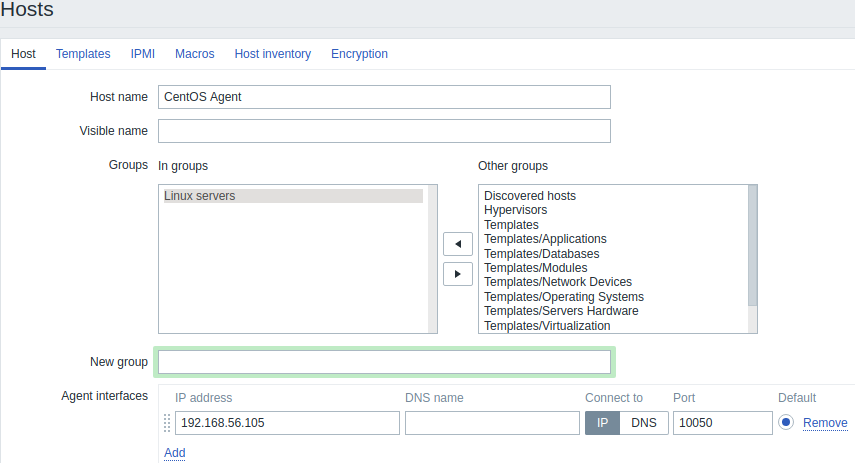 Hosts
Host Templates IPMI Macros Host inventory Encryption
Host name CentOS Agent
Visible name
Groups In groups Other groups
Linux servers
Discovered hosts
Hypervisors
Templates
Templates/Applications
Templates/Databases
Templates/Modules
Templates/Network Devices
Templates/Operating Systems
Templates/Servers Hardware
Templates/Virtualization
New group
Agent interfaces IP address DNS name Connect to Port Default
192.168.56.105 IP DNS 10050 Remove
Add